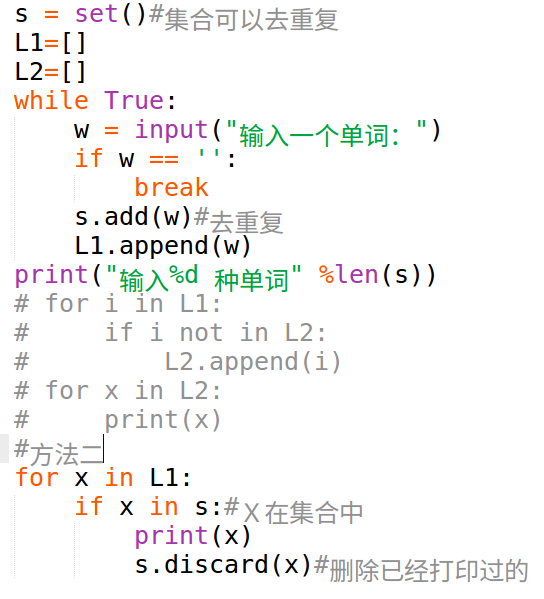 s = set()#集合可以去重复
L1=[]
L2=[]
while True:
    w = input("输入一个单词：")
    if w == '':
        break
    s.add(w)#去重复
    L1.append(w)
print("输入%d 种单词" %len(s))
# for i in L1:
#     if i not in L2:
#         L2.append(i)
# for x in L2:
#     print(x)
#方法二
for x in L1:
    if x in s:#Ｘ在集合中
        print(x)
        s.discard(x)#删除已经打印过的